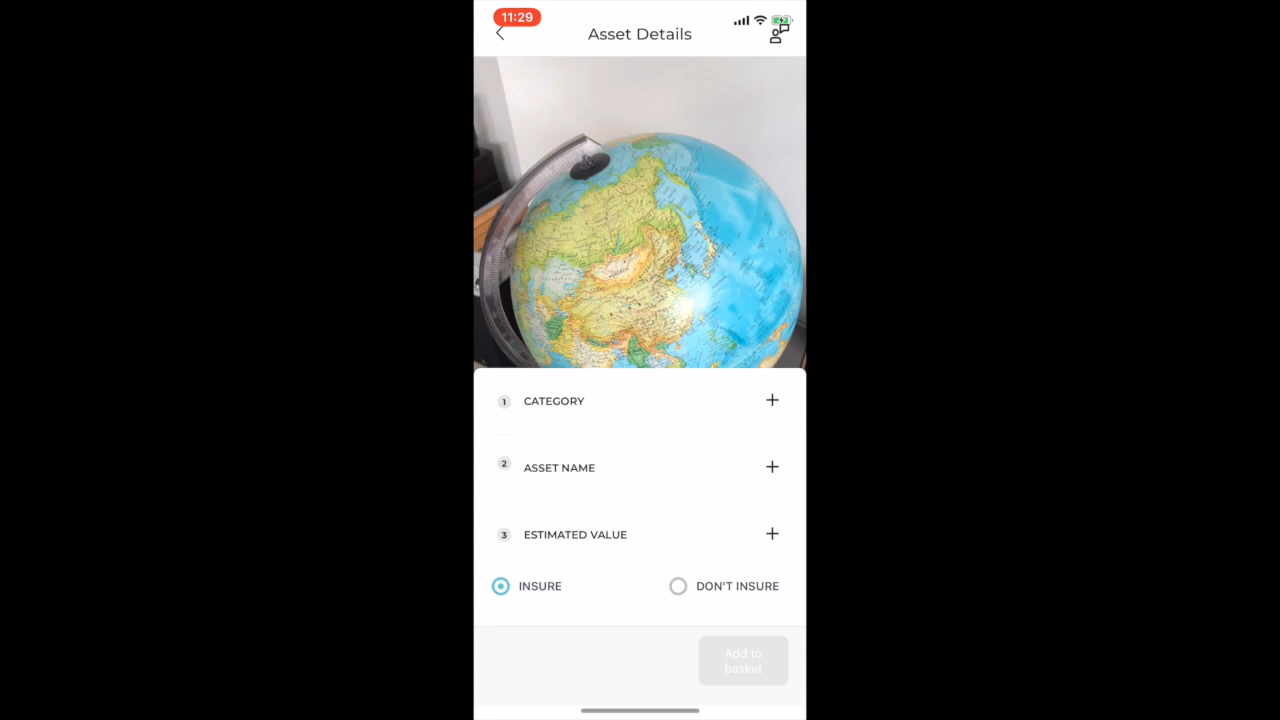 11:29
Asset Details
1 CATEGORY +
2 ASSET NAME +
3 ESTIMATED VALUE +
INSURE DON'T INSURE
Add to
basket